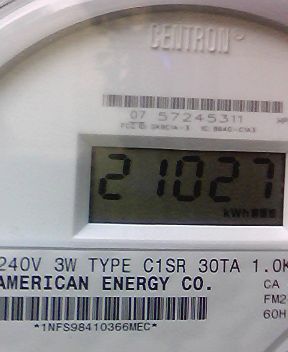 CENTRON®
07 57245311
21027
kWh
240V 3W TYPE C1SR 30TA 1.0K
AMERICAN ENERGY CO. CA
FM2
60H
*1NFS98410366MEC*